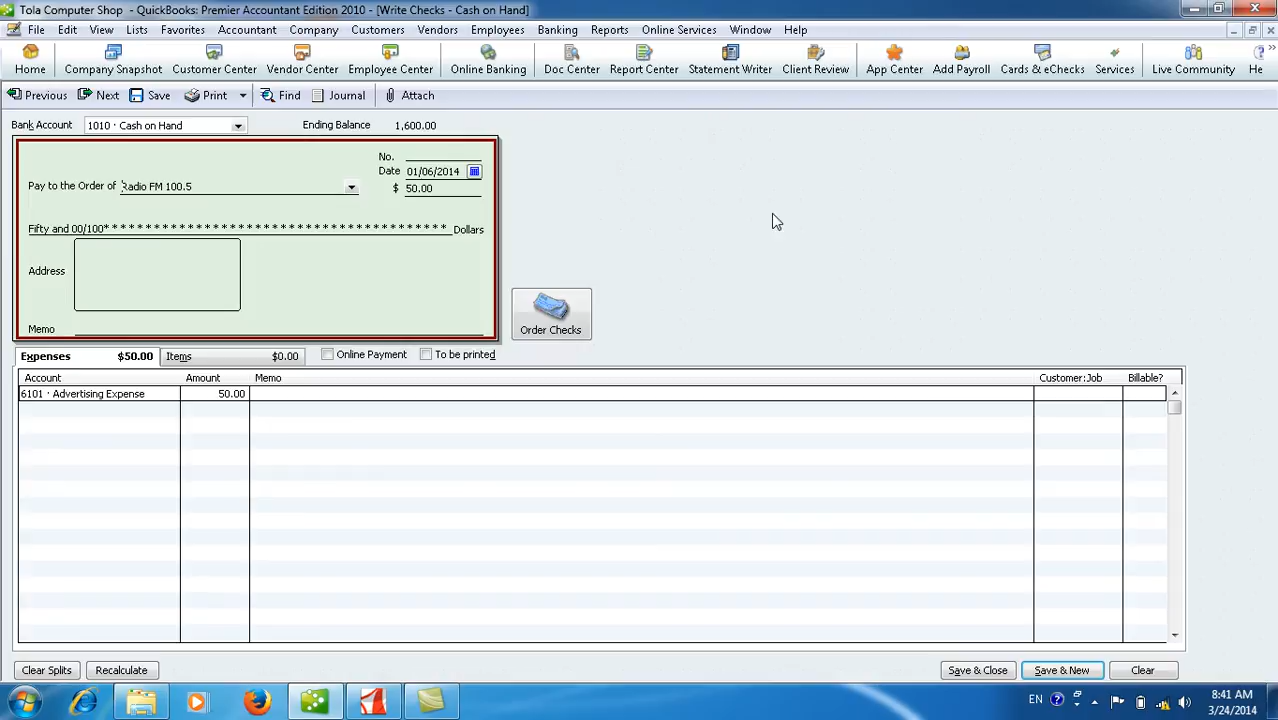 Tola Computer Shop - QuickBooks: Premier Accountant Edition 2010 - [Write Checks - Cash on Hand]
File Edit View Lists Favorites Accountant Company Customers Vendors Employees Banking Reports Online Services Window Help
Home Company Snapshot Customer Center Vendor Center Employee Center Online Banking Doc Center Report Center Statement Writer Client Review App Center Add Payroll Cards & eChecks Services Live Community He
Previous Next Save Print Find Journal Attach
Bank Account 1010 · Cash on Hand Ending Balance 1,600.00
No.
Date 01/06/2014
Pay to the Order of Radio FM 100.5 $ 50.00
Fifty and 00/100* * * * * * * * * * * * * * * * * * * * * * * * * * * * * * * * * * * * * * * Dollars
Address
Order Checks
Memo
Expenses $50.00 Items $0.00 Online Payment To be printed
Account Amount Memo Customer:Job Billable?
6101 · Advertising Expense 50.00
Clear Splits Recalculate Save & Close Save & New Clear
EN 8:41 AM
3/24/2014